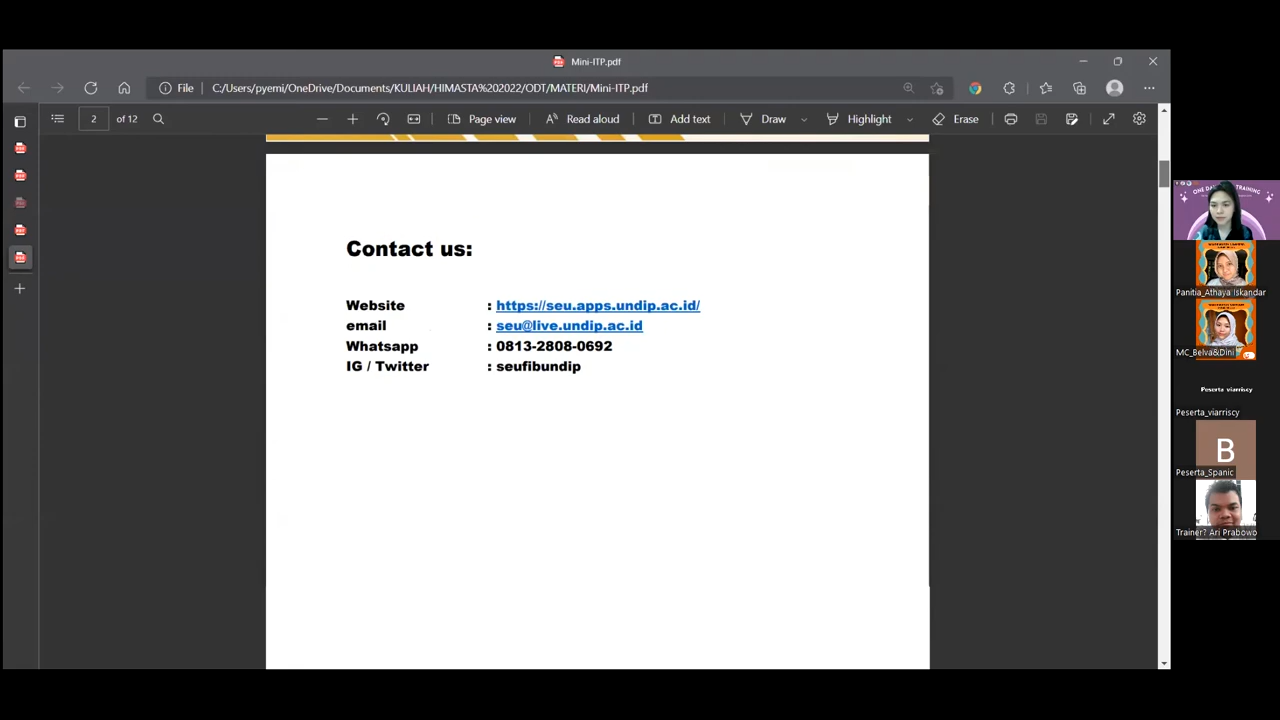 Mini-ITP.pdf
File C:/Users/pyemi/OneDrive/Documents/KULIAH/HIMASTA%202022/ODT/MATERI/Mini-ITP.pdf
2 of 12 Page view Read aloud Add text Draw Highlight Erase
Contact us:
Website : https://seu.apps.undip.ac.id/
email : seu@live.undip.ac.id
Whatsapp : 0813-2808-0692
IG / Twitter : seufibundip
Panitia_Athaya Iskandar
MC_Belva&Dini
Peserta viarriscy
Peserta_viarriscy
B
Peserta_Spanic
Trainer? Ari Prabowo